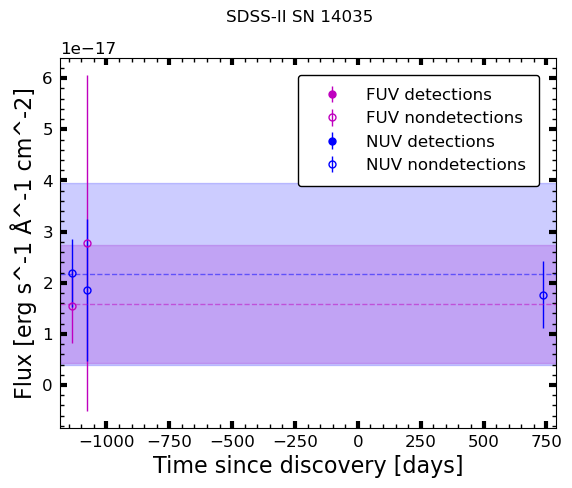 SDSS-II SN 14035
1e−17
FUV detections
FUV nondetections
NUV detections
NUV nondetections
6
5
4
3
2
1
0
Flux [erg s^-1 Å^-1 cm^-2]
−1000 −750 −500 −250 0 250 500 750
Time since discovery [days]